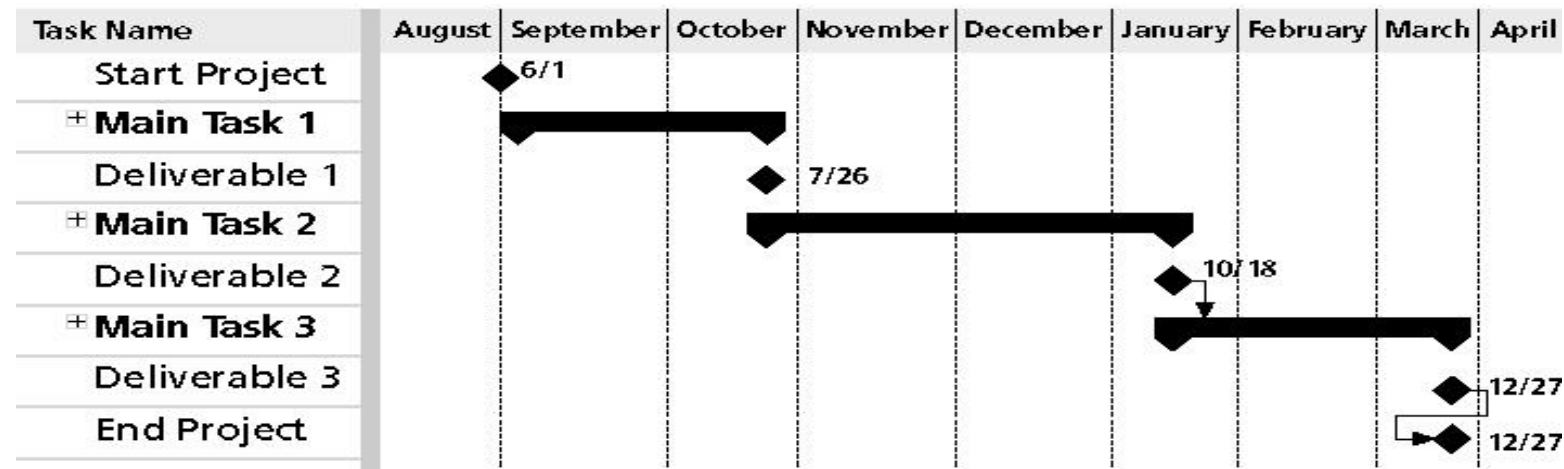 Task Name August September October November December January February March April
Start Project 6/1
Main Task 1
Deliverable 1 7/26
Main Task 2
Deliverable 2 10/18
Main Task 3
Deliverable 3 12/27
End Project 12/27